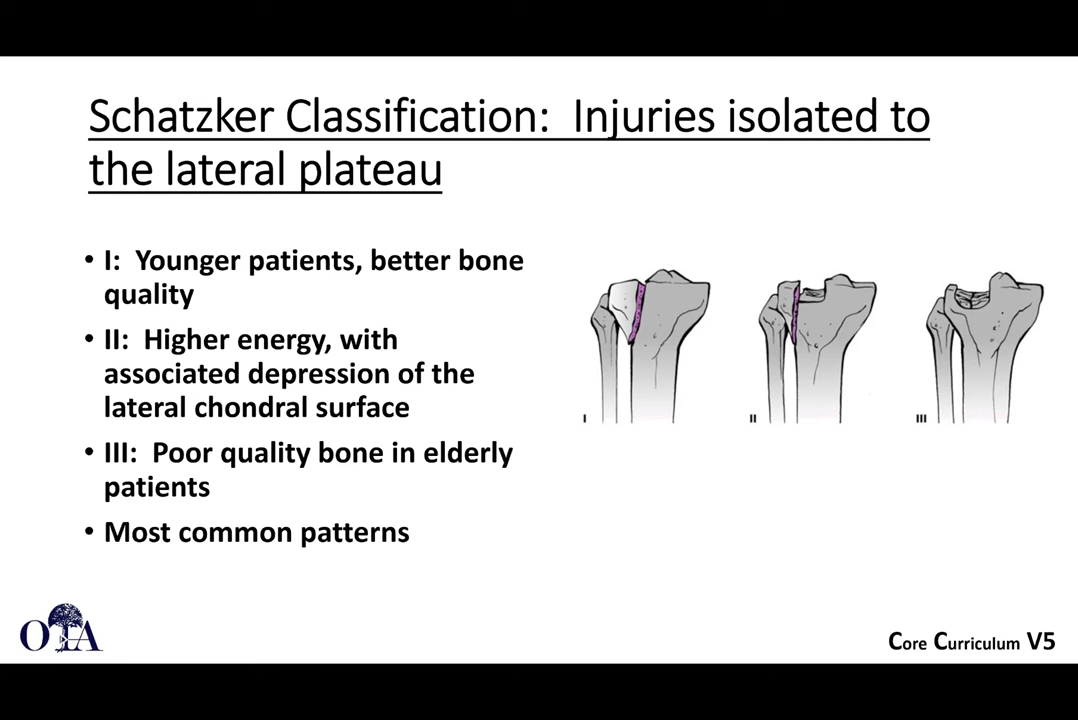 Schatzker Classification:  Injuries isolated to
the lateral plateau
• I:  Younger patients, better bone
quality
• II:  Higher energy, with
associated depression of the
lateral chondral surface
• III:  Poor quality bone in elderly
patients
• Most common patterns
I
II
III
OTA
Core Curriculum V5